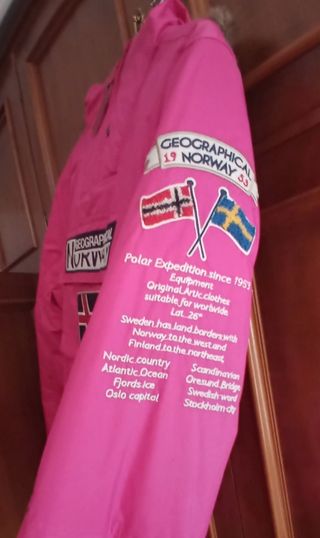 GEOGRAPHICAL
19 NORWAY 53
GEOGRAPHICAL
NORWAY
Polar Expedition since 1953
Equipment
Original Artic clothes
suitable for worlwide
Lat. 26°
Sweden has land borders with
Norway to the west and
Finland to the northeast
Nordic country
Atlantic Ocean
Fjords ice
Oslo capital
Scandinavian
Oresund Bridge
Swedish word
Stockholm city